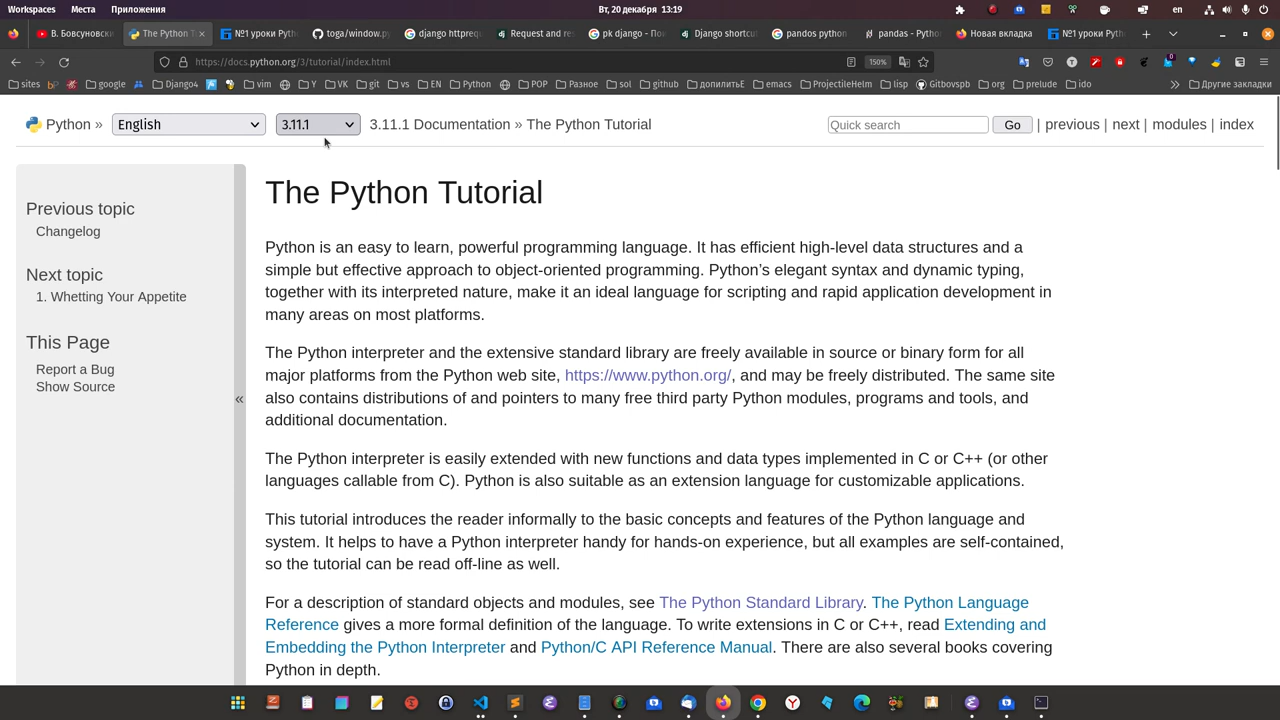 Workspaces Места Приложения Вт, 20 декабря 13:19 en
В. Бовсуновски The Python T №1 уроки Pyth toga/window.py django httprequ Request and res pk django - По django shortcut pandos python pandas - Pytho Новая вкладка №1 уроки Pyth
https://docs.python.org/3/tutorial/index.html 150%
sites google Django4 vim Y VK git vs EN Python POP Разное sol github допилитьЕ emacs ProjectileHelm lisp Gitbovspb org prelude ido Другие закладки
Python » English 3.11.1 3.11.1 Documentation » The Python Tutorial Quick search Go | previous | next | modules | index
Previous topic
Changelog
Next topic
1. Whetting Your Appetite
This Page
Report a Bug
Show Source
«
The Python Tutorial
Python is an easy to learn, powerful programming language. It has efficient high-level data structures and a
simple but effective approach to object-oriented programming. Python’s elegant syntax and dynamic typing,
together with its interpreted nature, make it an ideal language for scripting and rapid application development in
many areas on most platforms.
The Python interpreter and the extensive standard library are freely available in source or binary form for all
major platforms from the Python web site, https://www.python.org/, and may be freely distributed. The same site
also contains distributions of and pointers to many free third party Python modules, programs and tools, and
additional documentation.
The Python interpreter is easily extended with new functions and data types implemented in C or C++ (or other
languages callable from C). Python is also suitable as an extension language for customizable applications.
This tutorial introduces the reader informally to the basic concepts and features of the Python language and
system. It helps to have a Python interpreter handy for hands-on experience, but all examples are self-contained,
so the tutorial can be read off-line as well.
For a description of standard objects and modules, see The Python Standard Library. The Python Language
Reference gives a more formal definition of the language. To write extensions in C or C++, read Extending and
Embedding the Python Interpreter and Python/C API Reference Manual. There are also several books covering
Python in depth.